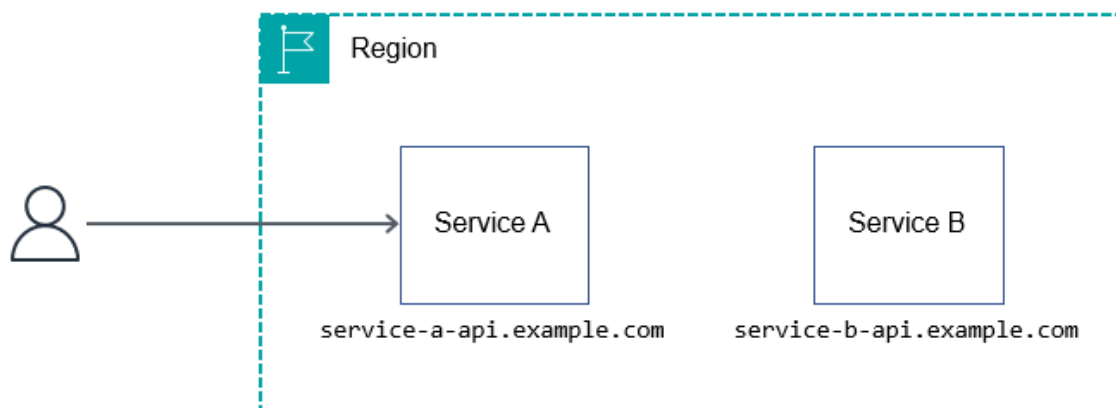 Region
Service A
Service B
service-a-api.example.com
service-b-api.example.com